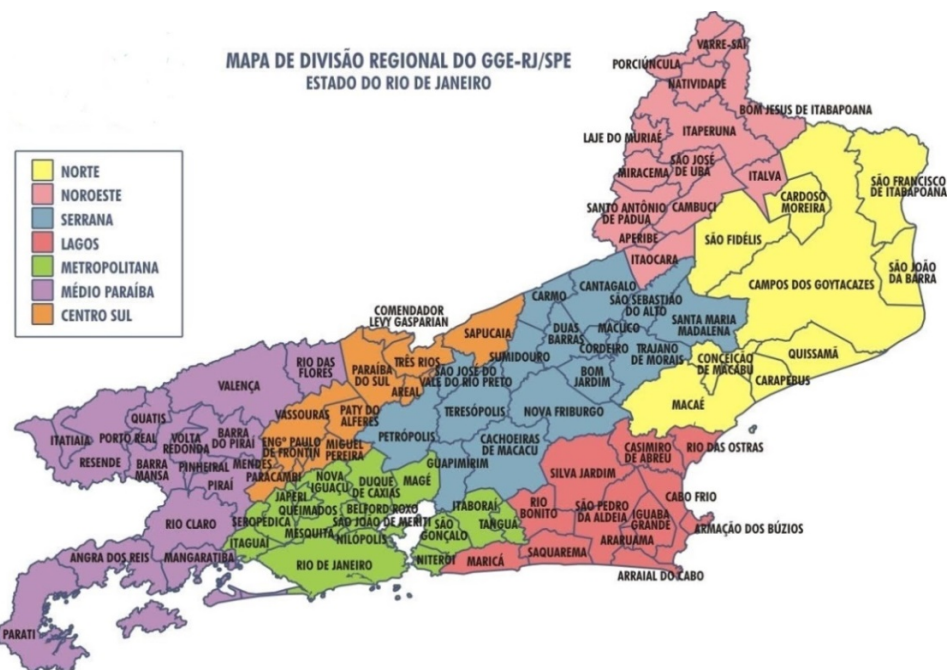 MAPA DE DIVISÃO REGIONAL DO GGE-RJ/SPE
ESTADO DO RIO DE JANEIRO
NORTE
NOROESTE
SERRANA
LAGOS
METROPOLITANA
MÉDIO PARAÍBA
CENTRO SUL
VARRE-SAI
PORCIÚNCULA
NATIVIDADE
BOM JESUS DE ITABAPOANA
ITAPERUNA
LAJE DO MURIAÉ
SÃO JOSÉ
DE UBÁ
MIRACEMA
ITALVA
SÃO FRANCISCO
DE ITABAPOANA
CARDOSO
MOREIRA
SANTO ANTÔNIO
DE PADUA
CAMBUCI
APERIBE
SÃO FIDÉLIS
ITAOCARA
SÃO JOÃO
DA BARRA
CAMPOS DOS GOYTACAZES
CANTAGALO
CARMO
SÃO SEBASTIÃO
DO ALTO
SANTA MARIA
MADALENA
COMENDADOR
LEVY GASPARIAN
SAPUCAIA
DUAS
BARRAS
MACUCO
CORDEIRO
TRAJANO
DE MORAIS
SUMIDOURO
QUISSAMÃ
CONCEIÇÃO
DE MACABU
CARAPEBUS
RIO DAS
FLORES
TRÊS RIOS
PARAÍBA
DO SUL
SÃO JOSÉ DO
VALE DO RIO PRETO
BOM
JARDIM
VALENÇA
AREAL
MACAÉ
VASSOURAS
PATY DO
ALFERES
TERESÓPOLIS
NOVA FRIBURGO
QUATIS
ITATIAIA
PORTO REAL
VOLTA
REDONDA
BARRA
DO PIRAÍ
ENGº PAULO
DE FRONTIN
MIGUEL
PEREIRA
PETRÓPOLIS
CACHOEIRAS
DE MACACU
CASIMIRO
DE ABREU
RIO DAS OSTRAS
RESENDE
BARRA
MANSA
PINHEIRAL
MENDES
PARACAMBI
GUAPIMIRIM
SILVA JARDIM
PIRAÍ
NOVA
IGUAÇU
DUQUE
DE CAXIAS
MAGÉ
JAPERI
QUEIMADOS
BELFORD ROXO
ITABORAÍ
RIO
BONITO
SÃO PEDRO
DA ALDEIA
IGUABA
GRANDE
CABO FRIO
RIO CLARO
SEROPÉDICA
SÃO JOÃO DE MERITI
MESQUITA
NILÓPOLIS
SÃO
GONÇALO
TANGUÁ
ARMAÇÃO DOS BÚZIOS
ITAGUAÍ
ARARUAMA
ANGRA DOS REIS
MANGARATIBA
RIO DE JANEIRO
NITERÓI
MARICÁ
SAQUAREMA
ARRAIAL DO CABO
PARATI